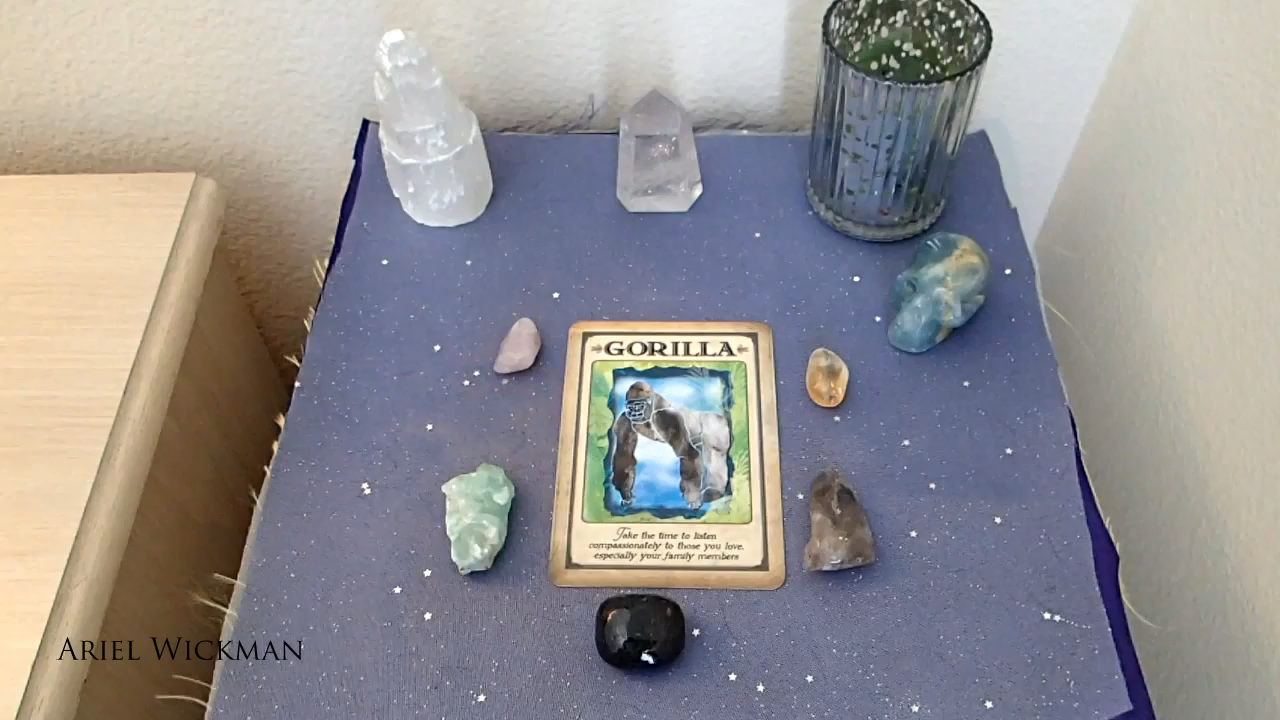 GORILLA
Take the time to listen
compassionately to those you love,
especially your family members
ARIEL WICKMAN